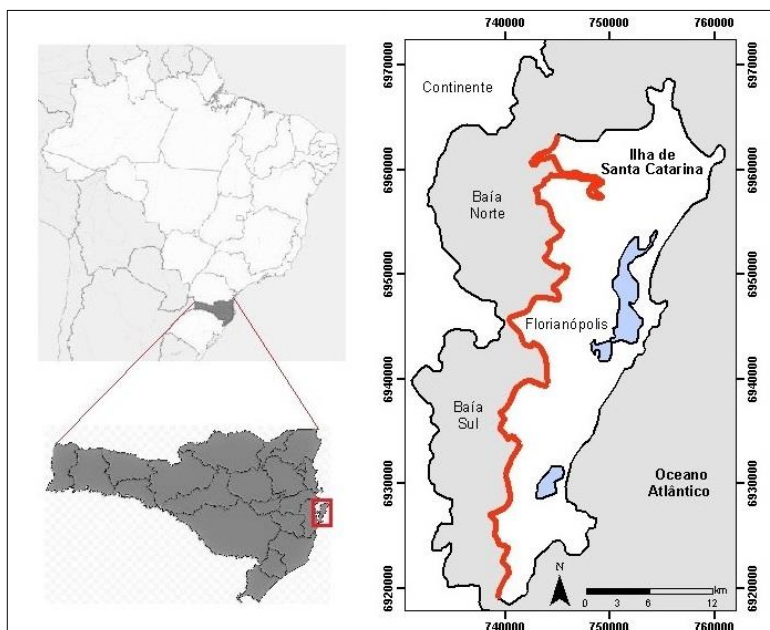 740000 750000 760000
6970000
6960000
6950000
6940000
6930000
6920000
Continente
Ilha de
Santa Catarina
Baía
Norte
Florianópolis
Baía
Sul
Oceano
Atlântico
N
km
0 3 6 12
6970000
6960000
6950000
6940000
6930000
6920000
740000 750000 760000